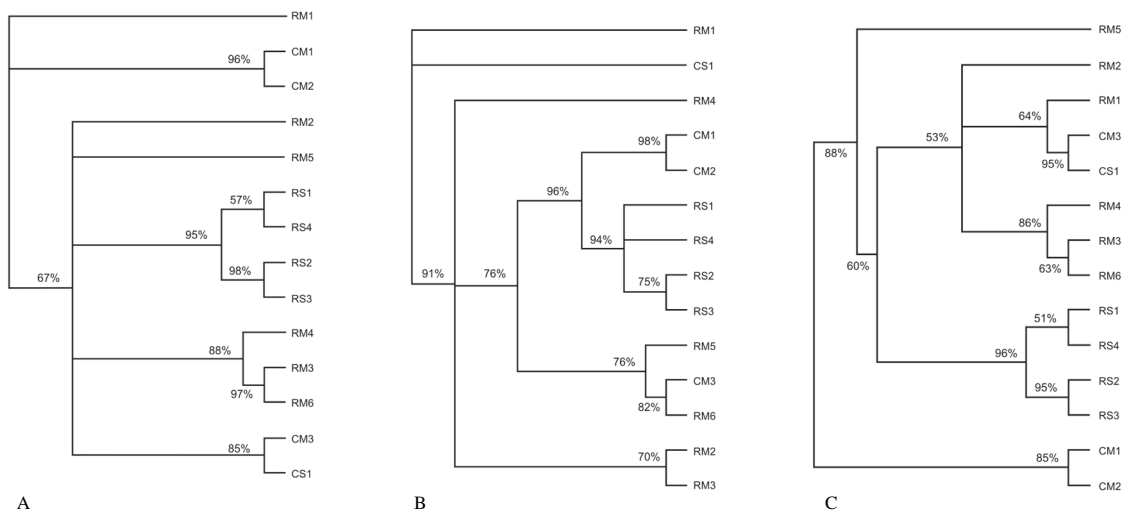 RM1
96%
CM1
CM2
RM2
RM5
57%
RS1
RS4
95%
98%
RS2
RS3
67%
88%
RM4
RM3
97%
RM6
85%
CM3
CS1
A
RM1
CS1
RM4
98%
CM1
CM2
96%
RS1
94%
RS4
75%
RS2
RS3
91%
76%
76%
RM5
CM3
82%
RM6
70%
RM2
RM3
B
RM5
RM2
64%
RM1
CM3
95%
CS1
53%
88%
86%
RM4
RM3
63%
RM6
60%
51%
RS1
RS4
96%
95%
RS2
RS3
85%
CM1
CM2
C